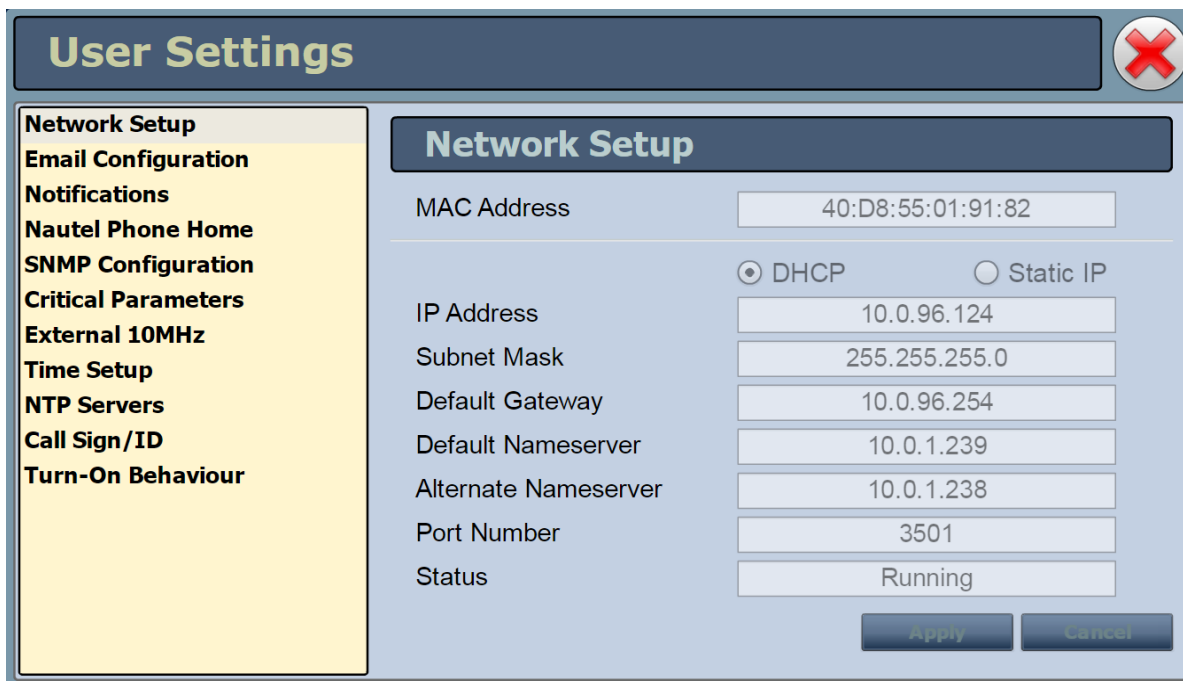 User Settings
Network Setup
Email Configuration
Notifications
Nautel Phone Home
SNMP Configuration
Critical Parameters
External 10MHz
Time Setup
NTP Servers
Call Sign/ID
Turn-On Behaviour
Network Setup
MAC Address 40:D8:55:01:91:82
DHCP Static IP
IP Address 10.0.96.124
Subnet Mask 255.255.255.0
Default Gateway 10.0.96.254
Default Nameserver 10.0.1.239
Alternate Nameserver 10.0.1.238
Port Number 3501
Status Running
Apply Cancel